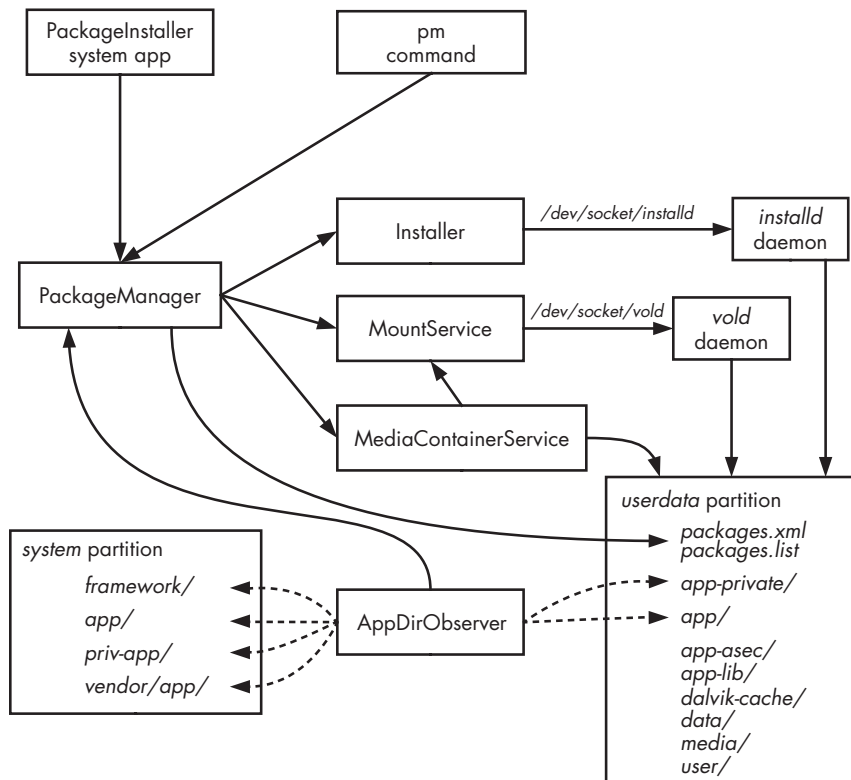 PackageInstaller
system app
pm
command
Installer
/dev/socket/installd
installd
daemon
PackageManager
MountService
/dev/socket/vold
vold
daemon
MediaContainerService
userdata partition
packages.xml
packages.list
system partition
framework/
app/
priv-app/
vendor/app/
AppDirObserver
app-private/
app/
app-asec/
app-lib/
dalvik-cache/
data/
media/
user/